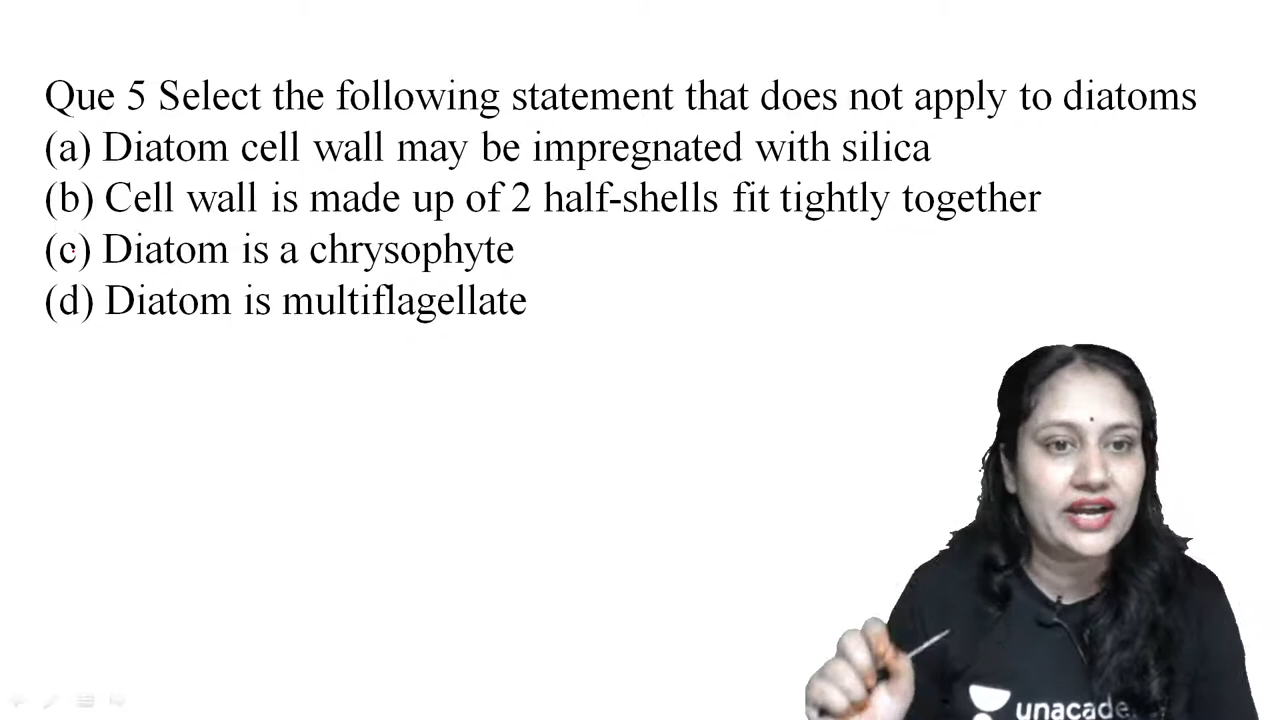 Que 5 Select the following statement that does not apply to diatoms
(a) Diatom cell wall may be impregnated with silica
(b) Cell wall is made up of 2 half-shells fit tightly together
(c) Diatom is a chrysophyte
(d) Diatom is multiflagellate
unacade